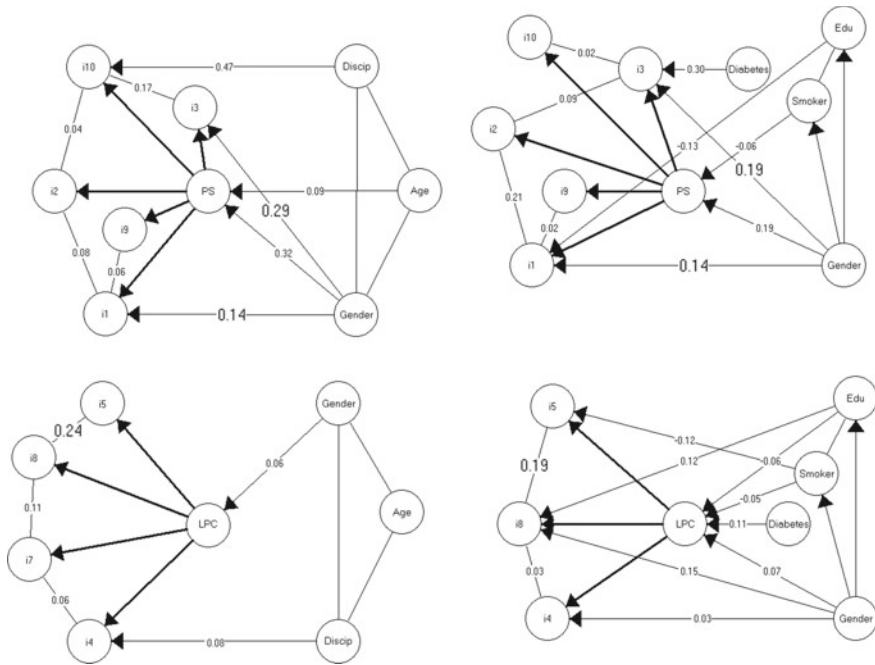 i10
0.47
Discip
0.17
i3
0.04
i2
PS
0.09
Age
i9
0.29
0.08
0.32
0.06
i1
0.14
Gender
Edu
i10
0.02
i3
0.30
Diabetes
Smoker
0.09
i2
-0.13
-0.06
0.19
0.21
i9
PS
0.02
0.19
i1
0.14
Gender
i5
Gender
0.24
i8
0.06
0.11
LPC
Age
i7
0.06
i4
0.08
Discip
Edu
i5
-0.12
0.19
0.12
0.06
Smoker
-0.05
i8
LPC
0.11
Diabetes
0.03
0.15
0.07
i4
0.03
Gender